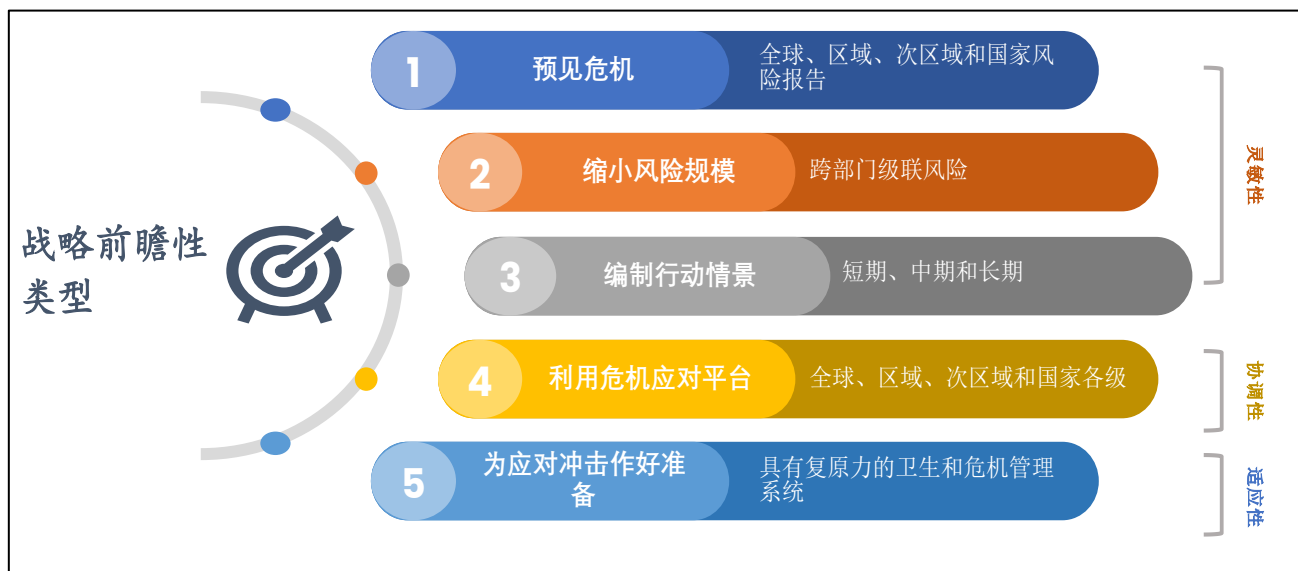 战略前瞻性
类型
1
预见危机
全球、区域、次区域和国家风
险报告
2
缩小风险规模
跨部门级联风险
3
编制行动情景
短期、中期和长期
4
利用危机应对平台
全球、区域、次区域和国家各级
5
为应对冲击作好准
备
具有复原力的卫生和危机管理
系统
灵敏性
协调性
适应性